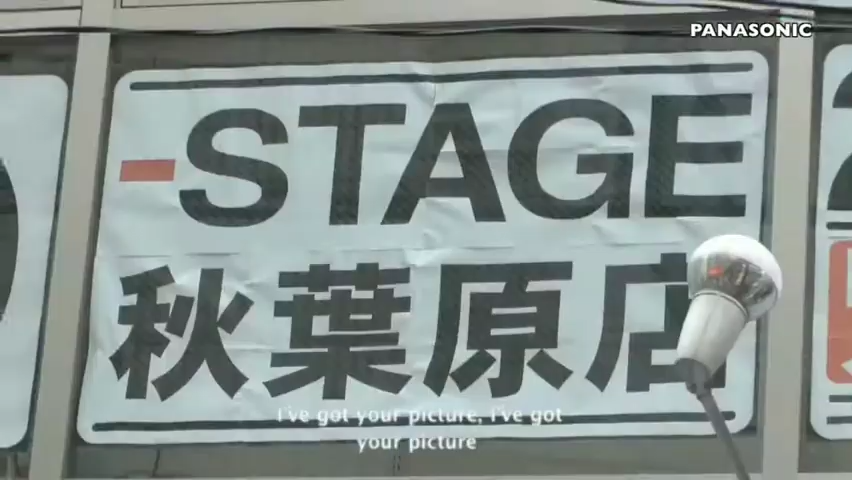 PANASONIC
-STAGE
秋葉原店
I've got your picture, i've got
your picture